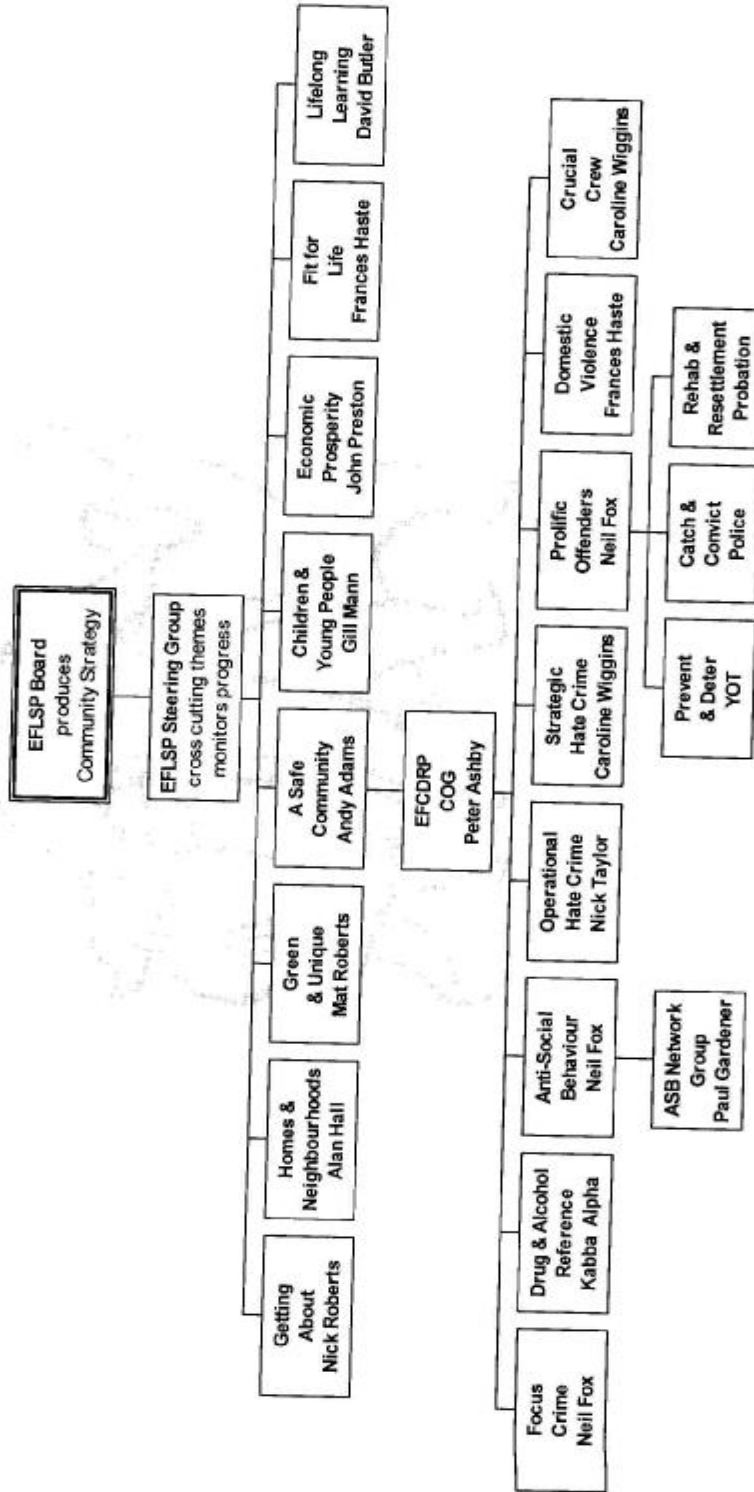 EFLSP Board
produces
Community Strategy
EFLSP Steering Group
cross cutting themes
monitors progress
Getting
About
Nick Roberts
Homes &
Neighbourhoods
Alan Hall
Green
& Unique
Mat Roberts
A Safe
Community
Andy Adams
Children &
Young People
Gill Mann
Economic
Prosperity
John Preston
Fit for
Life
Frances Haste
Lifelong
Learning
David Butler
EFCDRP
COG
Peter Ashby
Focus
Crime
Neil Fox
Drug & Alcohol
Reference
Kabba Alpha
Anti-Social
Behaviour
Neil Fox
Operational
Hate Crime
Nick Taylor
Strategic
Hate Crime
Caroline Wiggins
Prolific
Offenders
Neil Fox
Domestic
Violence
Frances Haste
Crucial
Crew
Caroline Wiggins
ASB Network
Group
Paul Gardener
Prevent
& Deter
YOT
Catch &
Convict
Police
Rehab &
Resettlement
Probation